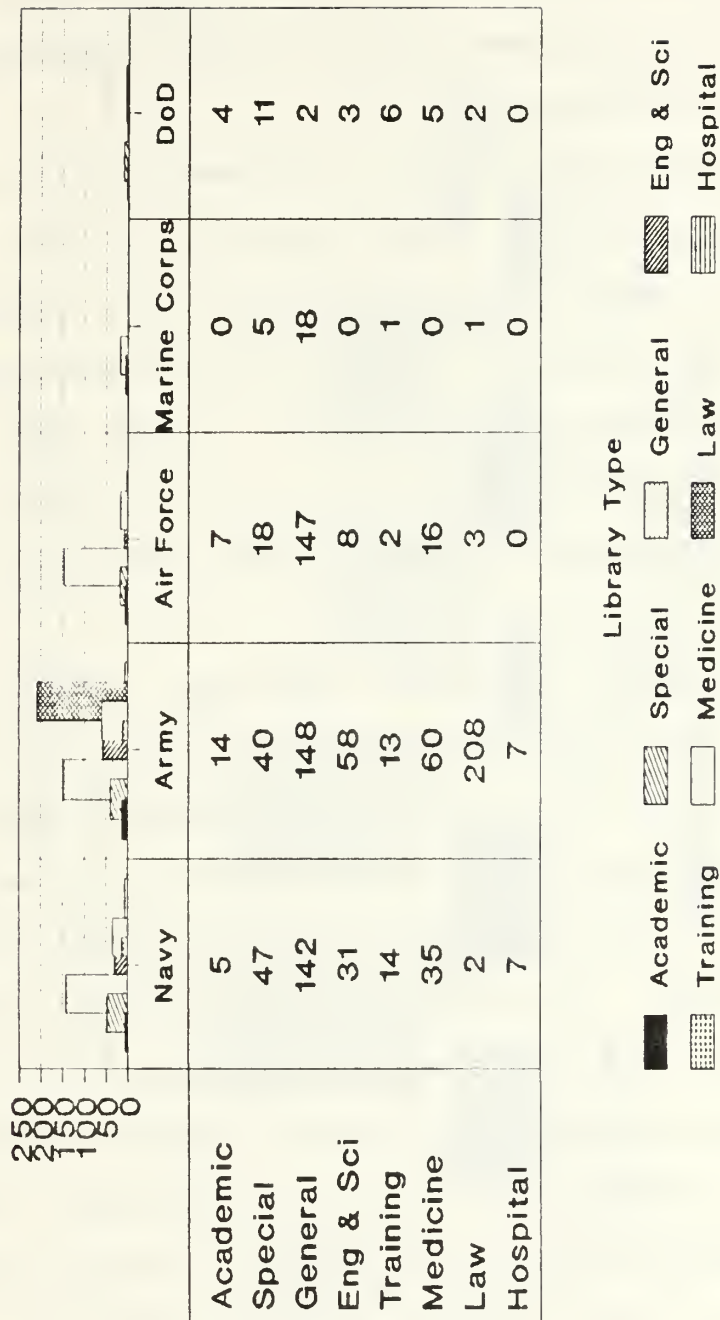 250
200
150
100
50
0
Navy Army Air Force Marine Corps DoD
Academic 5 14 7 0 4
Special 47 40 18 5 11
General 142 148 147 18 2
Eng & Sci 31 58 8 0 3
Training 14 13 2 1 6
Medicine 35 60 16 0 5
Law 2 208 3 1 2
Hospital 7 7 0 0 0
Library Type
Academic Special General Eng & Sci
Training Medicine Law Hospital